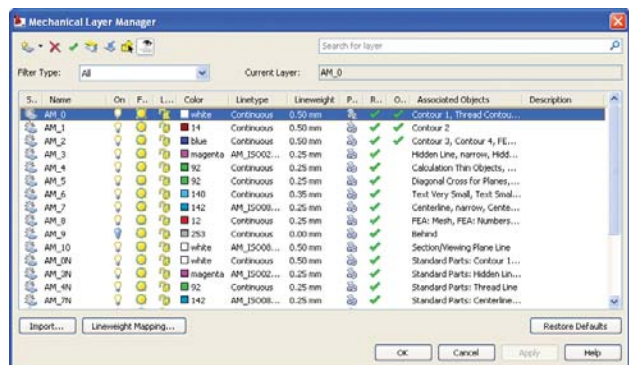 Mechanical Layer Manager
Search for layer
Filter Type: All Current Layer: AM_0
S.. Name On F.. L... Color Linetype Lineweight P.. R.. O.. Associated Objects Description
AM_0 white Continuous 0.50 mm Contour 1, Thread Contou...
AM_1 14 Continuous 0.50 mm Contour 2
AM_2 blue Continuous 0.50 mm Contour 3, Contour 4, FE...
AM_3 magenta AM_ISO02... 0.25 mm Hidden Line, narrow, Hidd...
AM_4 92 Continuous 0.25 mm Calculation Thin Objects, ...
AM_5 92 Continuous 0.25 mm Diagonal Cross for Planes,...
AM_6 140 Continuous 0.35 mm Text Very Small, Text Smal...
AM_7 142 AM_ISO08... 0.25 mm Centerline, narrow, Cente...
AM_8 12 Continuous 0.25 mm FEA: Mesh, FEA: Numbers...
AM_9 253 Continuous 0.00 mm Behind
AM_10 white AM_ISO08... 0.50 mm Section/Viewing Plane Line
AM_0N white Continuous 0.50 mm Standard Parts: Contour 1...
AM_3N magenta AM_ISO02... 0.25 mm Standard Parts: Hidden Lin...
AM_4N 92 Continuous 0.25 mm Standard Parts: Thread Line
AM_7N 142 AM_ISO08... 0.25 mm Standard Parts: Centerline...
Import... Lineweight Mapping... Restore Defaults
OK Cancel Apply Help